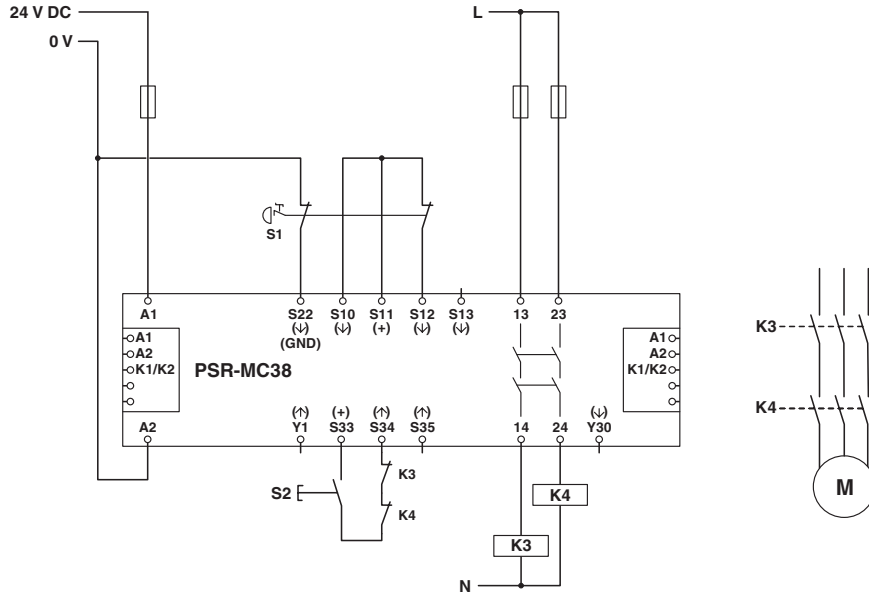 24 V DC
L
0 V
S1
A1 S22 S10 S11 S12 S13 13 23
(↓) (↓) (+) (↓) (↓)
(GND)
A1 A1
A2 A2
K1/K2 PSR-MC38 K1/K2
(↑) (+) (↑) (↑) (↓)
A2 Y1 S33 S34 S35 14 24 Y30
K3
K4
S2
K3
K4
K4
K3
M
N